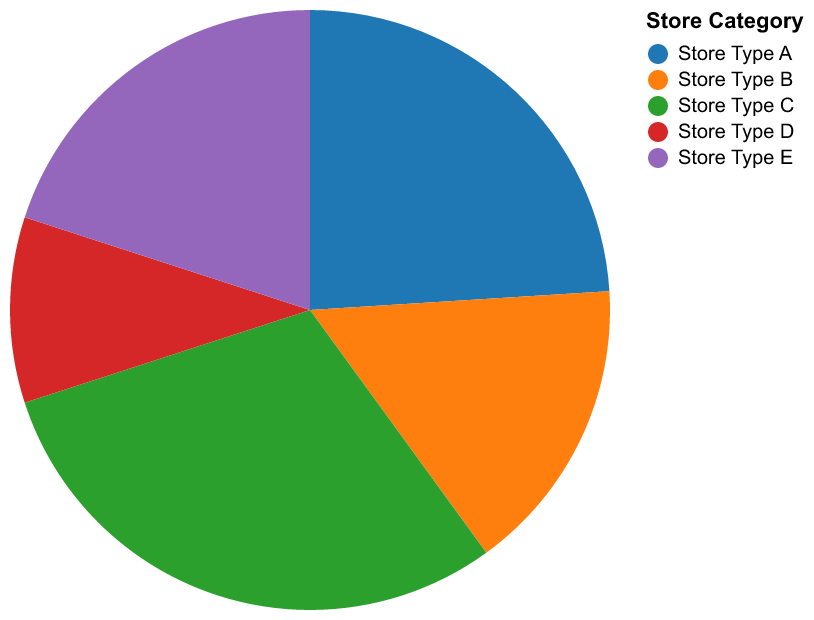 Store Category
Store Type A
Store Type B
Store Type C
Store Type D
Store Type E